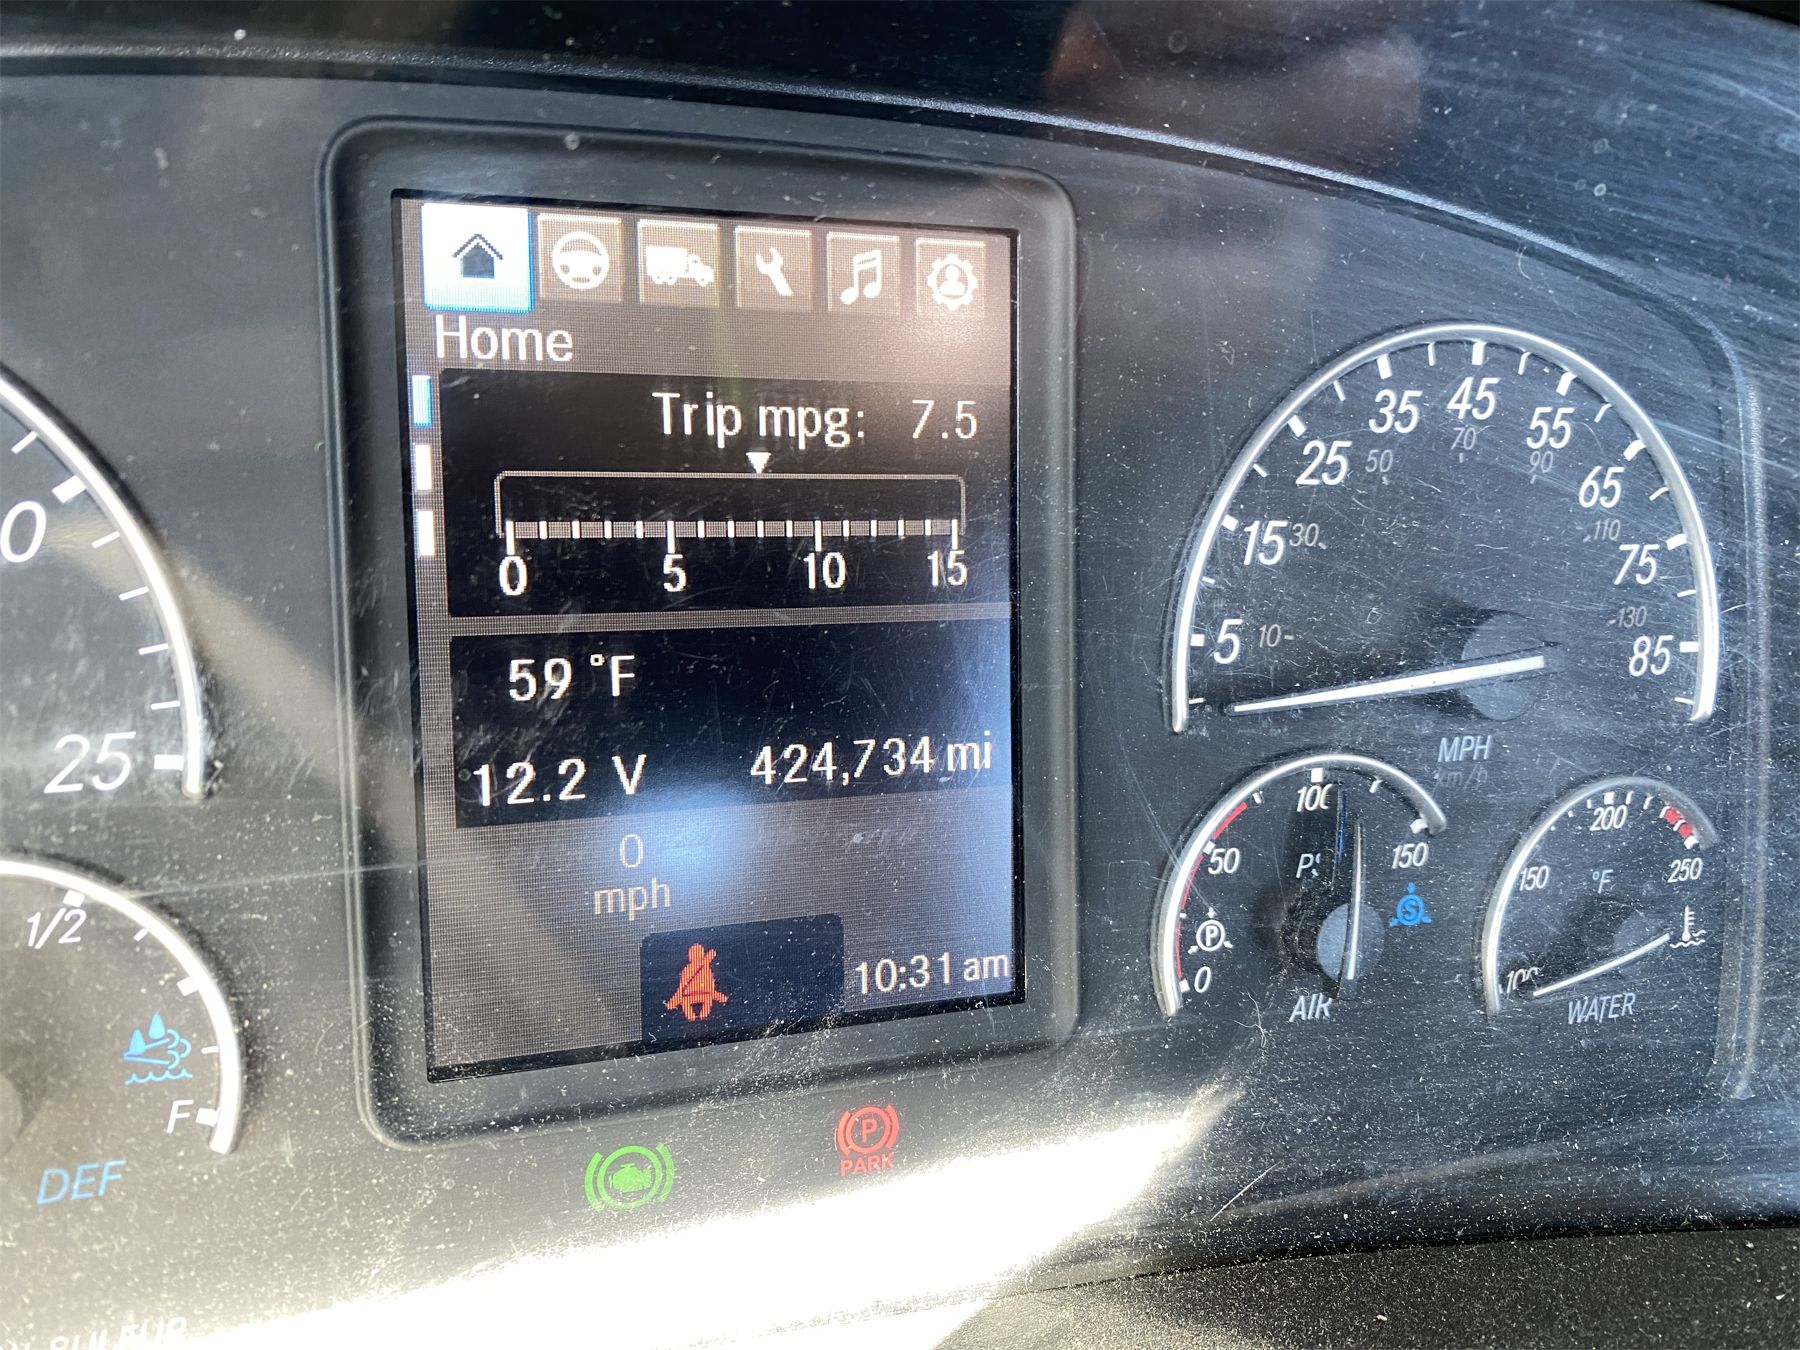 Home
Trip mpg: 7.5
0 5 10 15
59 °F
12.2 V 424,734 mi
0
mph
10:31 am
25
1/2
F
DEF
PARK
P
5 15 25 35 45 55 65 75 85
10 30 50 70 90 110 130
MPH
km/h
0 50 100 150
P
S
AIR
100 150 200 250
°F
WATER
SULFUR